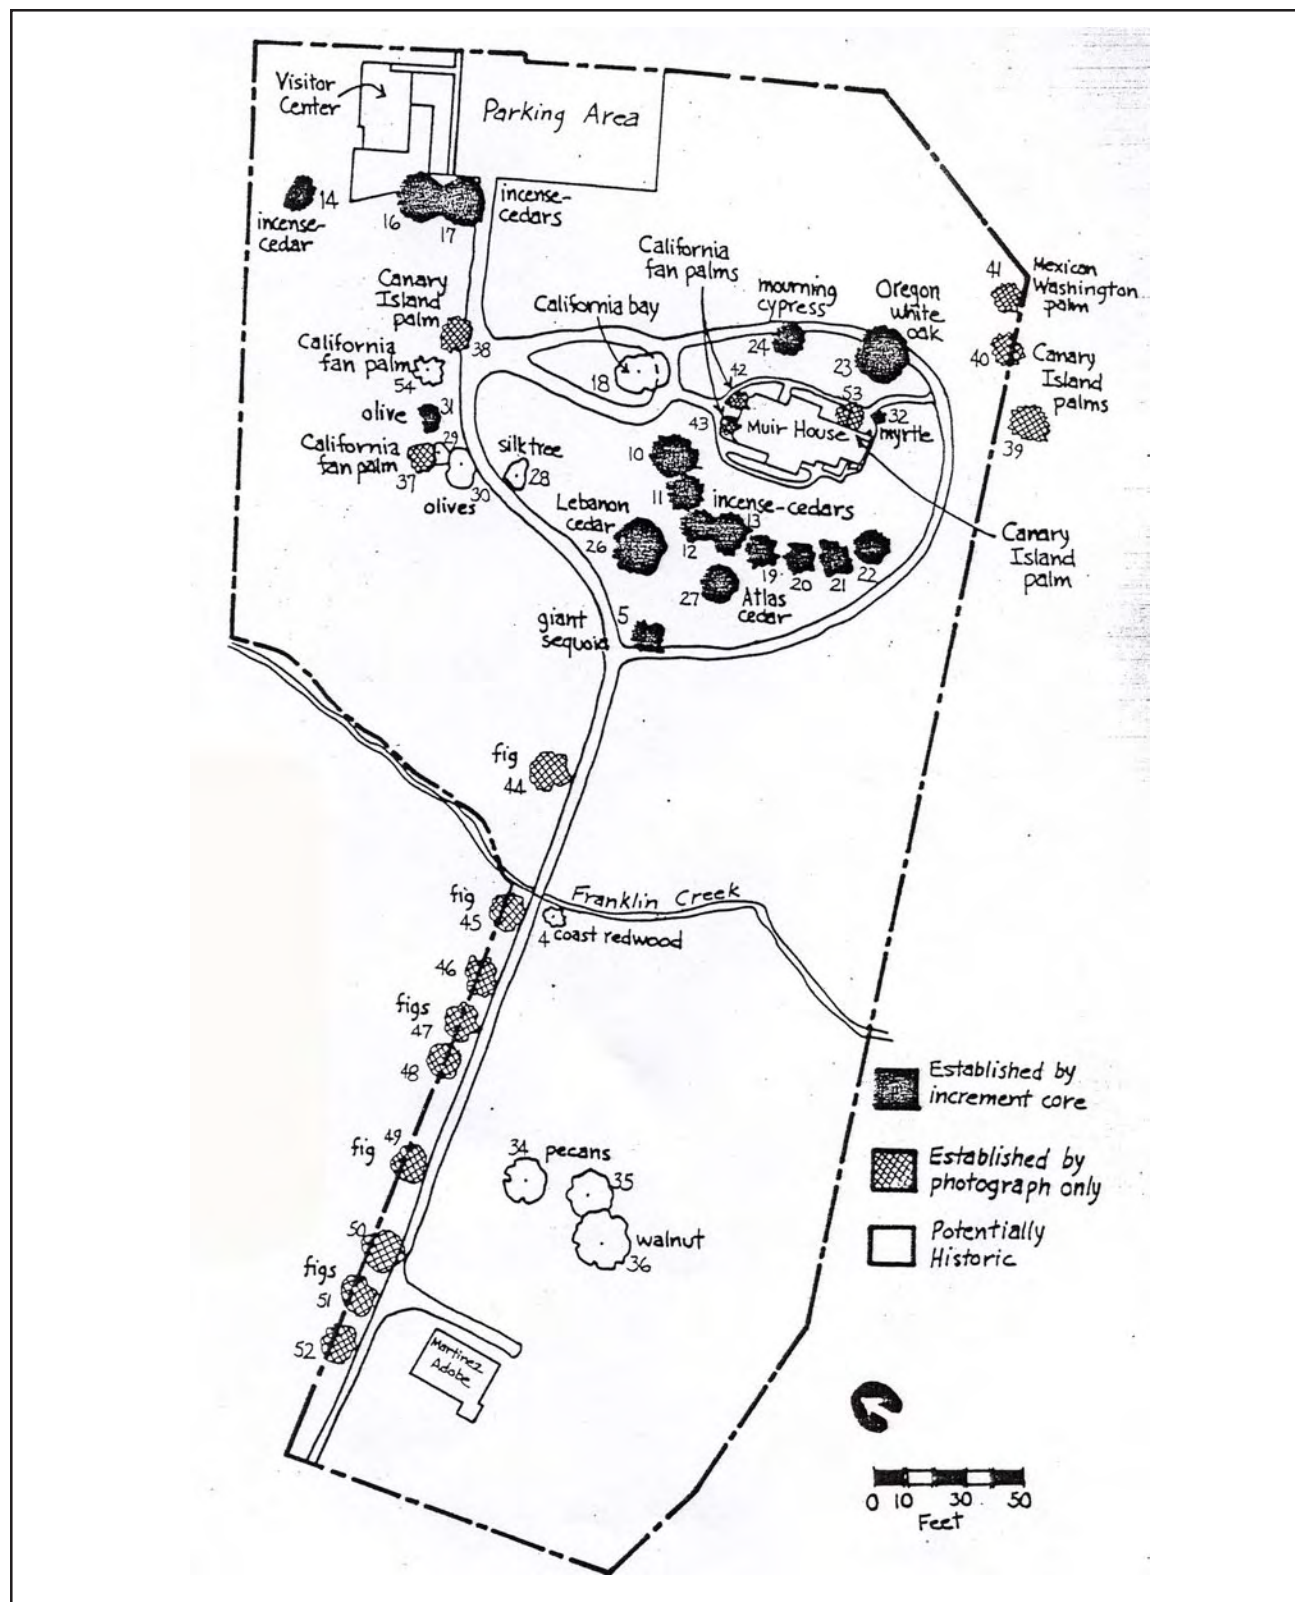 Visitor
Center
Parking Area
14
incense-
cedar
16
17
incense-
cedars
Canary
Island
palm
38
California
fan palm
54
olive
31
29
California
fan palm
37
30
olives
silktree
28
California bay
18
California
fan palms
42
43
mourning
cypress
24
Oregon
white
oak
23
53
32
myrtle
Muir House
41
Mexican
Washington
palm
40
Canary
Island
palms
39
10
11
incense-cedars
13
12
Lebanon
cedar
26
19
20
21
22
27
Atlas
cedar
Canary
Island
palm
5
giant
sequoia
fig
44
Franklin Creek
fig
45
4
coast redwood
46
figs
47
48
49
fig
34
pecans
35
walnut
36
50
figs
51
52
Martinez
Adobe
Established by
increment core
Established by
photograph only
Potentially
Historic
0 10 30 50
Feet